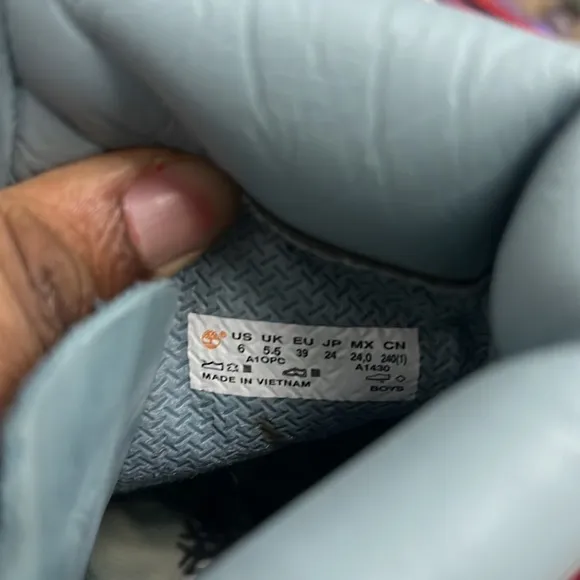 US UK EU JP MX CN
6 5.5 39 24 24,0 240(1)
A1OPC A1430
MADE IN VIETNAM BOYS